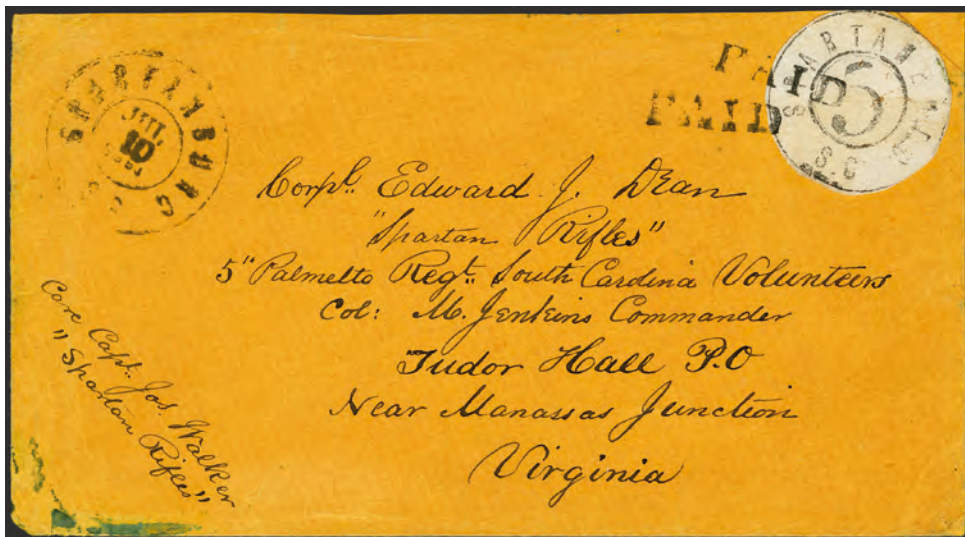 SPARTANBURG
S.C.
JUL
10
PAID
PAID
SPARTANBURG
5
S.C.
Corpl. Edward J. Dean
"Spartan Rifles"
5" Palmetto Regt. South Carolina Volunteers
Col: M. Jenkins Commander
Tudor Hall P.O
Near Manassas Junction
Virginia
Care Capt. Jos. Walker
"Spartan Rifles"